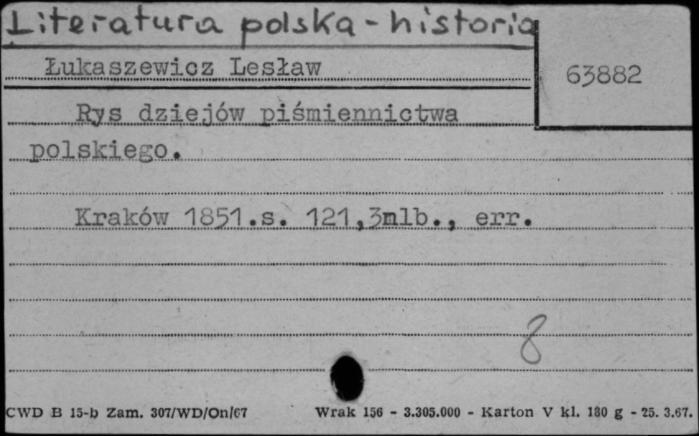 Literatura polska - historia
Łukaszewicz Lesław
63882
Rys dziejów piśmiennictwa
polskiego.
Kraków 1851.s. 121,3nlb., err.
8
CWD B 15-b Zam. 307/WD/On/67 Wrak 156 - 3.305.000 - Karton V kl. 180 g - 25. 3.67.